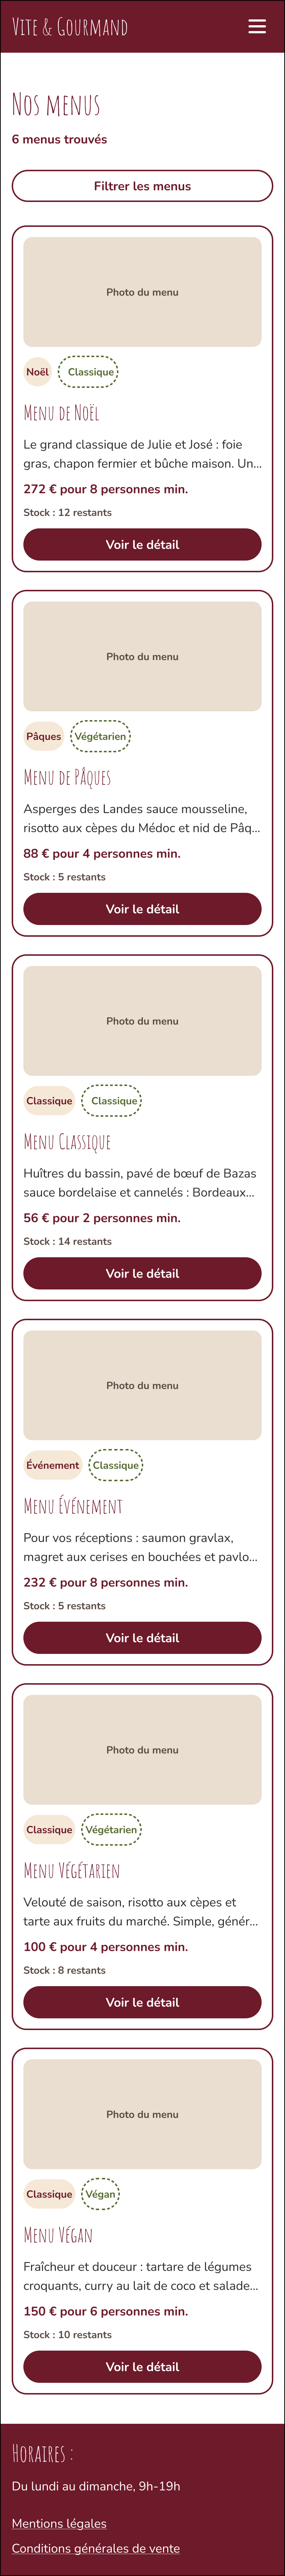 Vite & Gourmand
Nos menus
6 menus trouvés
Filtrer les menus
Photo du menu
Noël
Classique
Menu de Noël
Le grand classique de Julie et José : foie
gras, chapon fermier et bûche maison. Un...
272 € pour 8 personnes min.
Stock : 12 restants
Voir le détail
Photo du menu
Pâques
Végétarien
Menu de Pâques
Asperges des Landes sauce mousseline,
risotto aux cèpes du Médoc et nid de Pâq...
88 € pour 4 personnes min.
Stock : 5 restants
Voir le détail
Photo du menu
Classique
Classique
Menu Classique
Huîtres du bassin, pavé de bœuf de Bazas
sauce bordelaise et cannelés : Bordeaux...
56 € pour 2 personnes min.
Stock : 14 restants
Voir le détail
Photo du menu
Événement
Classique
Menu Événement
Pour vos réceptions : saumon gravlax,
magret aux cerises en bouchées et pavlo...
232 € pour 8 personnes min.
Stock : 5 restants
Voir le détail
Photo du menu
Classique
Végétarien
Menu Végétarien
Velouté de saison, risotto aux cèpes et
tarte aux fruits du marché. Simple, génér...
100 € pour 4 personnes min.
Stock : 8 restants
Voir le détail
Photo du menu
Classique
Végan
Menu Végan
Fraîcheur et douceur : tartare de légumes
croquants, curry au lait de coco et salade...
150 € pour 6 personnes min.
Stock : 10 restants
Voir le détail
Horaires :
Du lundi au dimanche, 9h-19h
Mentions légales
Conditions générales de vente